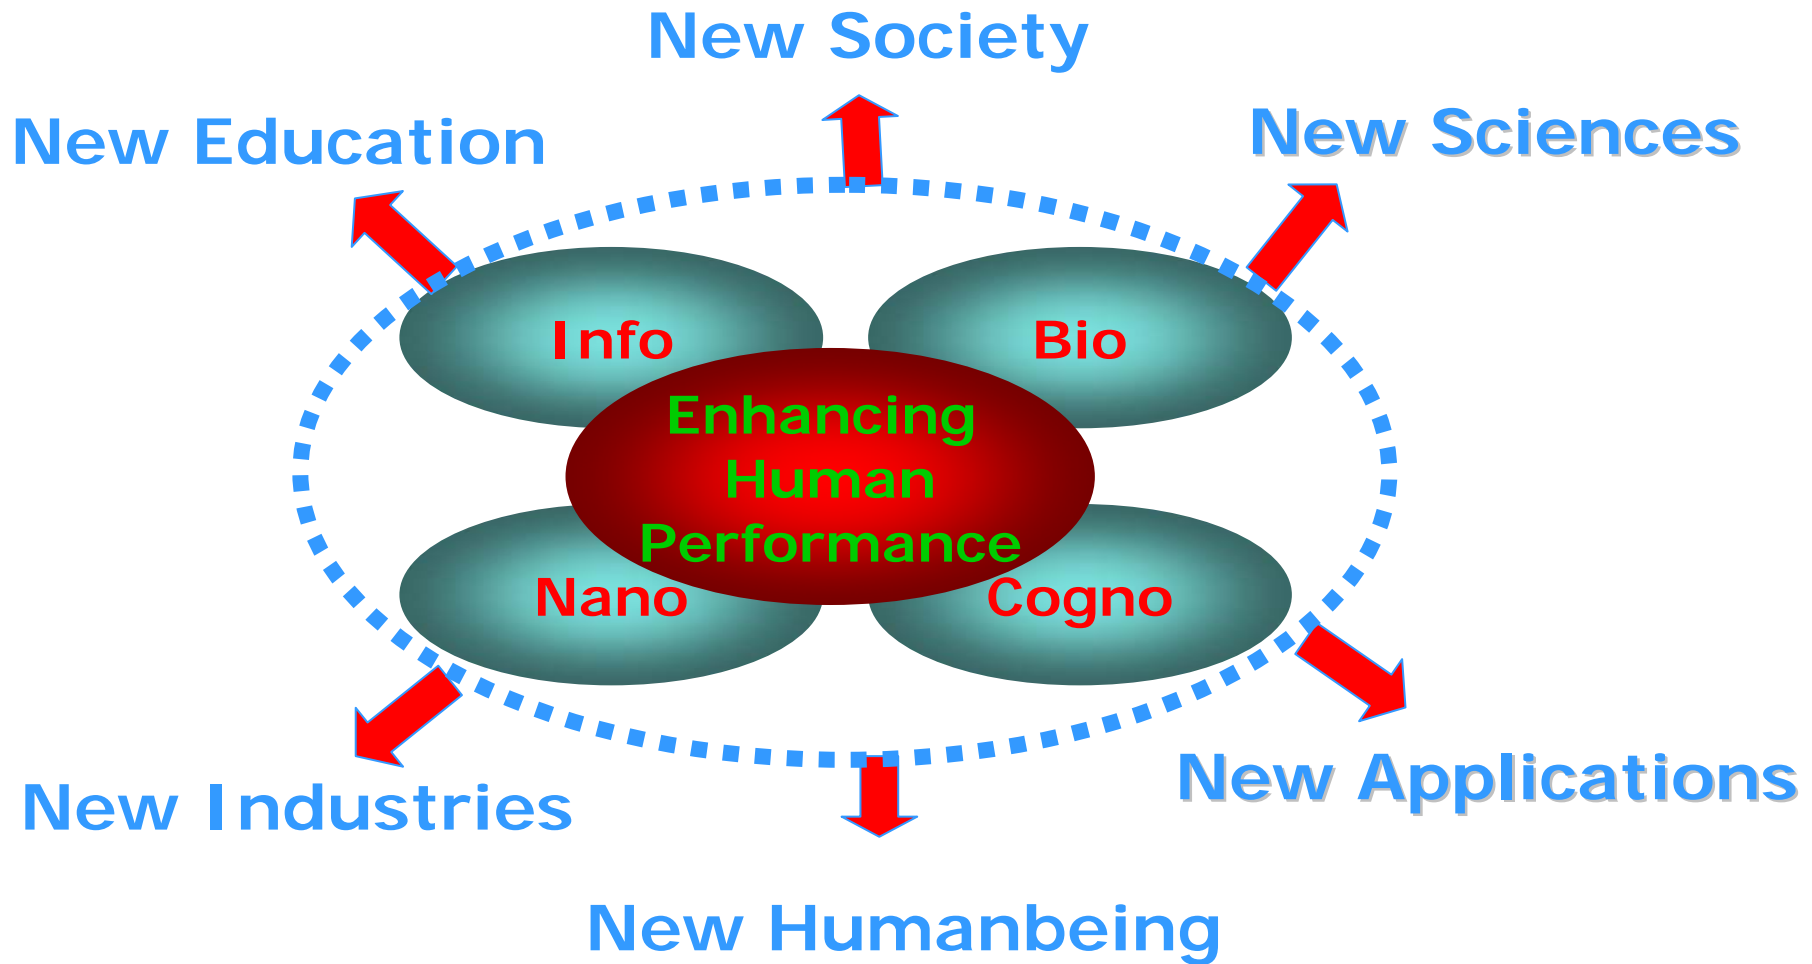 New Society
New Education
New Sciences
Info
Bio
Enhancing
Human
Performance
Nano
Cogno
New Industries
New Applications
New Humanbeing